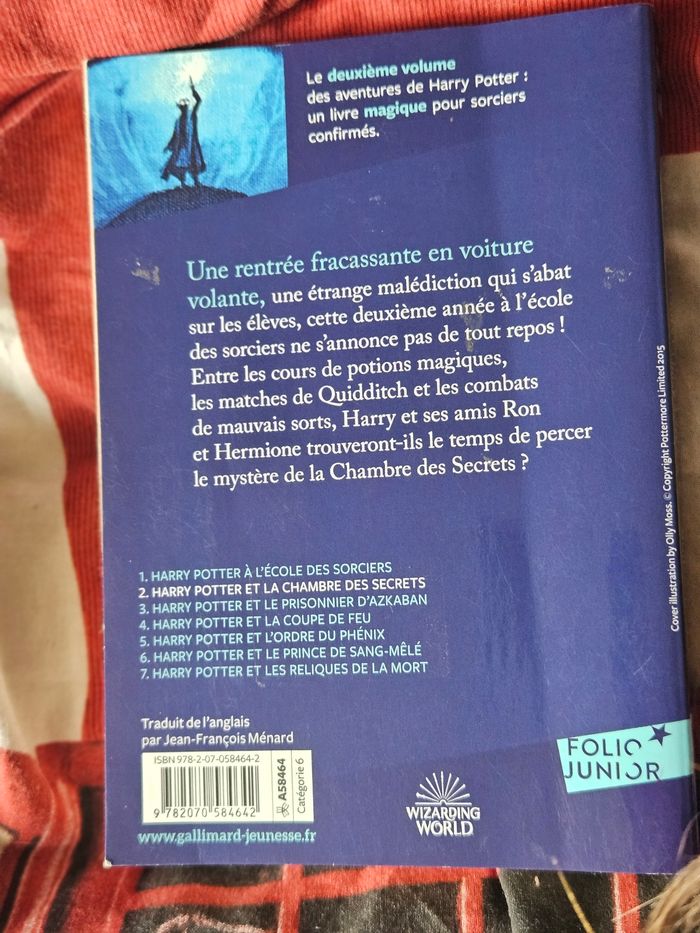 Le deuxième volume
des aventures de Harry Potter :
un livre magique pour sorciers
confirmés.
Une rentrée fracassante en voiture
volante, une étrange malédiction qui s'abat
sur les élèves, cette deuxième année à l'école
des sorciers ne s'annonce pas de tout repos !
Entre les cours de potions magiques,
les matches de Quidditch et les combats
de mauvais sorts, Harry et ses amis Ron
et Hermione trouveront-ils le temps de percer
le mystère de la Chambre des Secrets ?
1. HARRY POTTER À L'ÉCOLE DES SORCIERS
2. HARRY POTTER ET LA CHAMBRE DES SECRETS
3. HARRY POTTER ET LE PRISONNIER D'AZKABAN
4. HARRY POTTER ET LA COUPE DE FEU
5. HARRY POTTER ET L'ORDRE DU PHÉNIX
6. HARRY POTTER ET LE PRINCE DE SANG-MÊLÉ
7. HARRY POTTER ET LES RELIQUES DE LA MORT
Traduit de l'anglais
par Jean-François Ménard
ISBN 978-2-07-058464-2
9 782070 584642
A58464
Catégorie 6
www.gallimard-jeunesse.fr
WIZARDING
WORLD
FOLIO
JUNIOR
Cover illustration by Olly Moss. © Copyright Pottermore Limited 2015